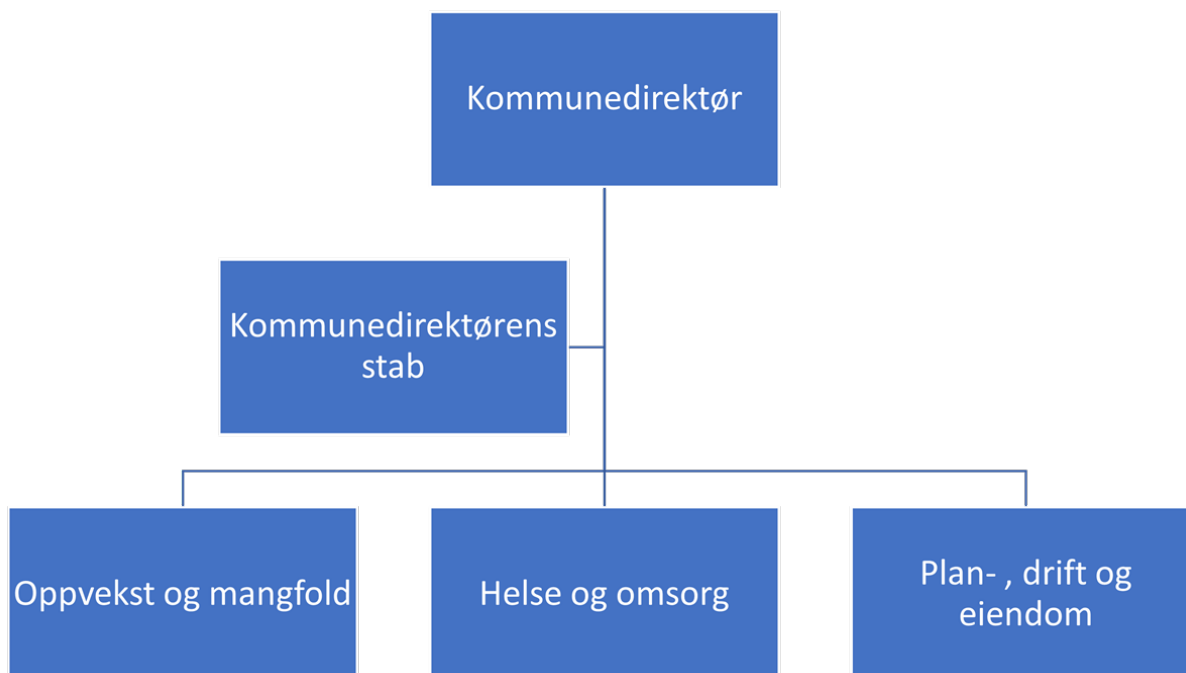 Kommunedirektør
Kommunedirektørens
stab
Oppvekst og mangfold
Helse og omsorg
Plan- , drift og
eiendom